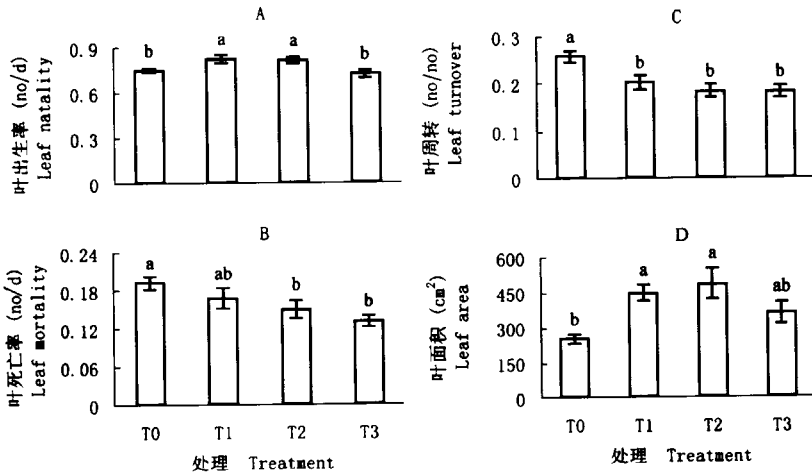 A
叶出生率 (no/d)
Leaf natality
0.9
0.6
0.3
0
b
a
a
b
C
叶周转 (no/no)
Leaf turnover
0.3
0.2
0.1
0
a
b
b
b
B
叶死亡率 (no/d)
Leaf mortality
0.24
0.18
0.12
0.06
0
a
ab
b
b
T0 T1 T2 T3
处理 Treatment
D
叶面积 (cm²)
Leaf area
600
450
300
150
0
b
a
a
ab
T0 T1 T2 T3
处理 Treatment